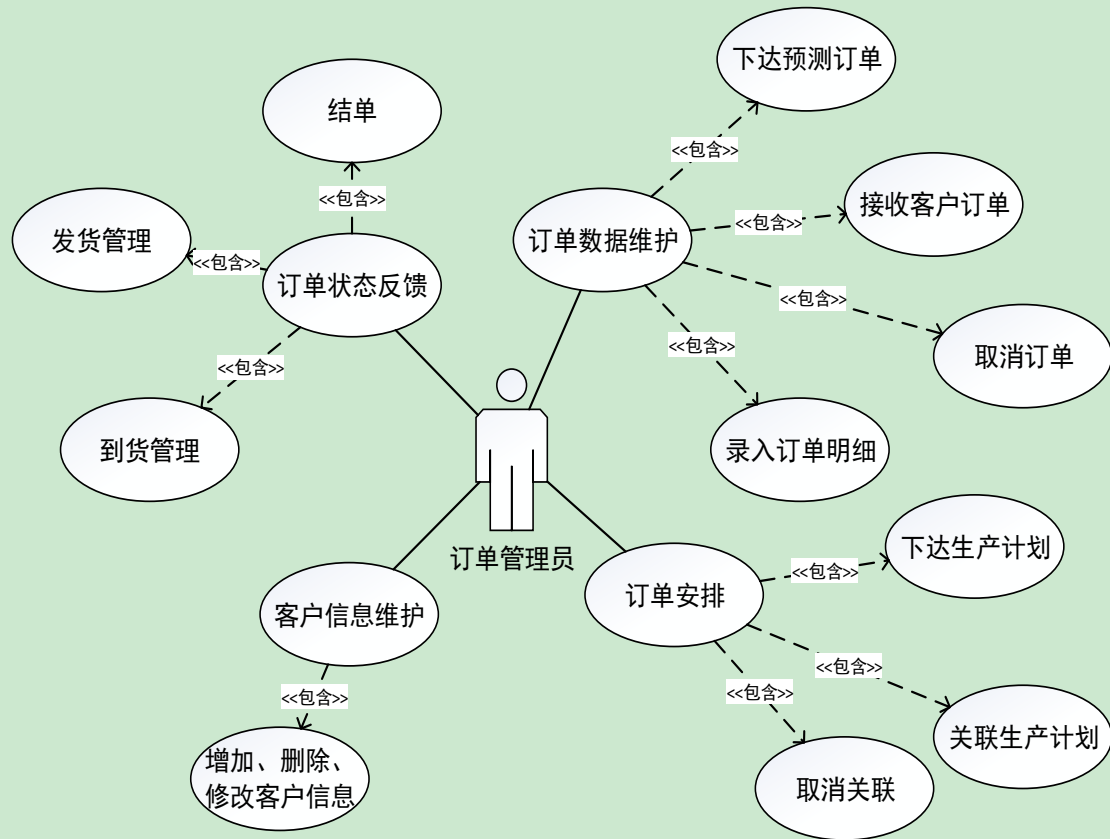 下达预测订单
结单
<<包含>>
<<包含>>
接收客户订单
发货管理
<<包含>>
订单数据维护
<<包含>>
订单状态反馈
<<包含>>
<<包含>>
取消订单
<<包含>>
到货管理
录入订单明细
订单管理员
下达生产计划
<<包含>>
订单安排
客户信息维护
<<包含>>
<<包含>>
<<包含>>
关联生产计划
增加、删除、
修改客户信息
取消关联